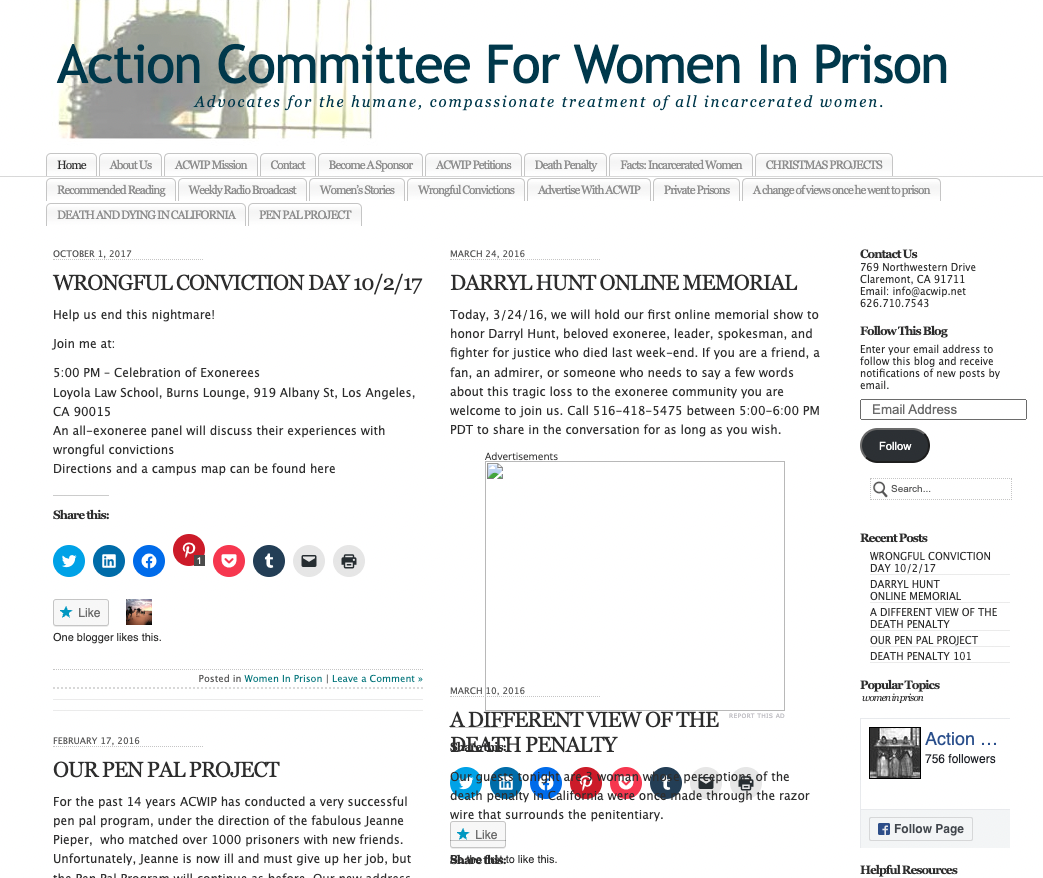 Action Committee For Women In Prison
Advocates for the humane, compassionate treatment of all incarcerated women.
Home About Us ACWIP Mission Contact Become A Sponsor ACWIP Petitions Death Penalty Facts: Incarcerated Women CHRISTMAS PROJECTS
Recommended Reading Weekly Radio Broadcast Women's Stories Wrongful Convictions Advertise With ACWIP Private Prisons A change of views once he went to prison
DEATH AND DYING IN CALIFORNIA PEN PAL PROJECT
OCTOBER 1, 2017
WRONGFUL CONVICTION DAY 10/2/17
Help us end this nightmare!
Join me at:
5:00 PM – Celebration of Exonerees
Loyola Law School, Burns Lounge, 919 Albany St, Los Angeles,
CA 90015
An all-exoneree panel will discuss their experiences with
wrongful convictions
Directions and a campus map can be found here
Share this:
1
Like
One blogger likes this.
Posted in Women In Prison | Leave a Comment »
FEBRUARY 17, 2016
OUR PEN PAL PROJECT
For the past 14 years ACWIP has conducted a very successful
pen pal program, under the direction of the fabulous Jeanne
Pieper, who matched over 1000 prisoners with new friends.
Unfortunately, Jeanne is now ill and must give up her job, but
the Pen Pal Program will continue as before. Our new address
MARCH 24, 2016
DARRYL HUNT ONLINE MEMORIAL
Today, 3/24/16, we will hold our first online memorial show to
honor Darryl Hunt, beloved exoneree, leader, spokesman, and
fighter for justice who died last week-end. If you are a friend, a
fan, an admirer, or someone who needs to say a few words
about this tragic loss to the exoneree community you are
welcome to join us. Call 516-418-5475 between 5:00-6:00 PM
PDT to share in the conversation for as long as you wish.
Advertisements
MARCH 10, 2016
REPORT THIS AD
A DIFFERENT VIEW OF THE
DEATH PENALTY
Share this:
Our guests tonight are 3 woman whose perceptions of the
death penalty in California were once made through the razor
wire that surrounds the penitentiary.
Like
Share this:
to like this.
Contact Us
769 Northwestern Drive
Claremont, CA 91711
Email: info@acwip.net
626.710.7543
Follow This Blog
Enter your email address to
follow this blog and receive
notifications of new posts by
email.
Email Address
Follow
Search...
Recent Posts
WRONGFUL CONVICTION
DAY 10/2/17
DARRYL HUNT
ONLINE MEMORIAL
A DIFFERENT VIEW OF THE
DEATH PENALTY
OUR PEN PAL PROJECT
DEATH PENALTY 101
Popular Topics
women in prison
Action …
756 followers
Follow Page
Helpful Resources